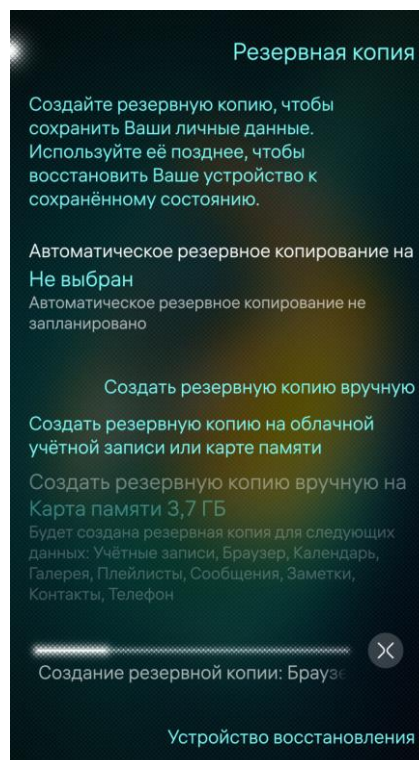 Резервная копия
Создайте резервную копию, чтобы
сохранить Ваши личные данные.
Используйте её позднее, чтобы
восстановить Ваше устройство к
сохранённому состоянию.
Автоматическое резервное копирование на
Не выбран
Автоматическое резервное копирование не
запланировано
Создать резервную копию вручную
Создать резервную копию на облачной
учётной записи или карте памяти
Создать резервную копию вручную на
Карта памяти 3,7 ГБ
Будет создана резервная копия для следующих
данных: Учётные записи, Браузер, Календарь,
Галерея, Плейлисты, Сообщения, Заметки,
Контакты, Телефон
Создание резервной копии: Браузе
Устройство восстановления